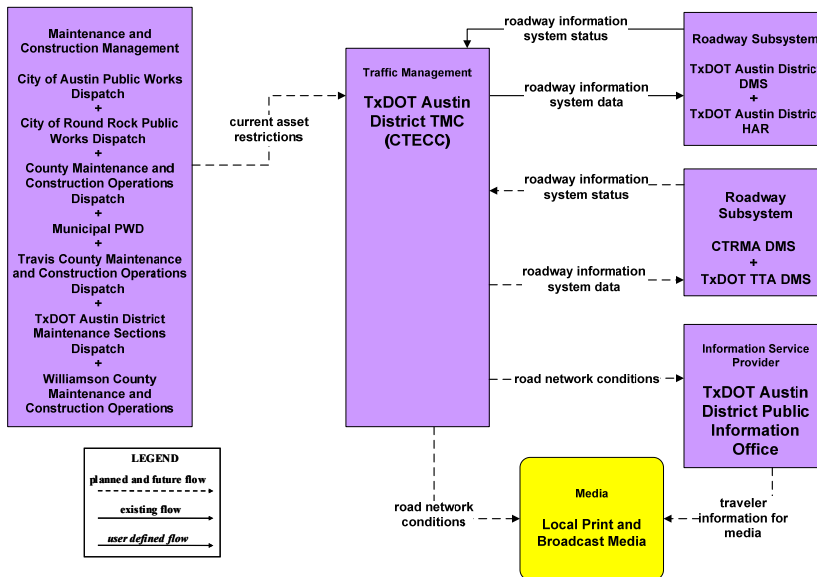 Maintenance and
Construction Management
City of Austin Public Works
Dispatch
+
City of Round Rock Public
Works Dispatch
+
County Maintenance and
Construction Operations
Dispatch
+
Municipal PWD
+
Travis County Maintenance
and Construction Operations
Dispatch
+
TxDOT Austin District
Maintenance Sections
Dispatch
+
Williamson County
Maintenance and
Construction Operations
current asset
restrictions
Traffic Management
TxDOT Austin
District TMC
(CTECC)
roadway information
system status
roadway information
system data
Roadway Subsystem
TxDOT Austin District
DMS
+
TxDOT Austin District
HAR
roadway information
system status
roadway information
system data
Roadway
Subsystem
CTRMA DMS
+
TxDOT TTA DMS
road network conditions
Information Service
Provider
TxDOT Austin
District Public
Information
Office
road network
conditions
Media
Local Print and
Broadcast Media
traveler
information for
media
LEGEND
planned and future flow
existing flow
user defined flow